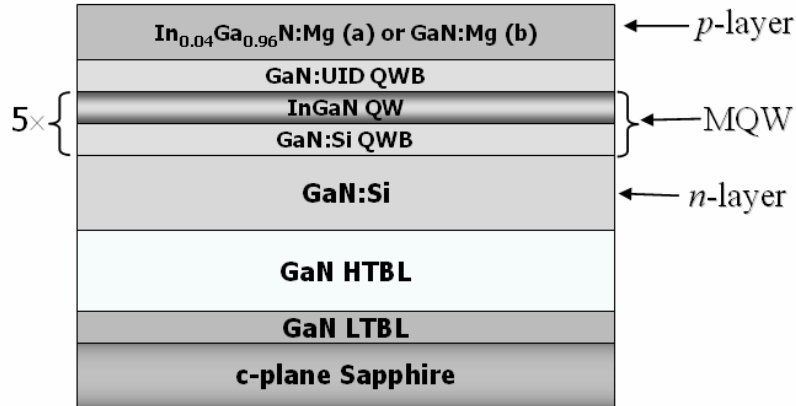 In0.04Ga0.96N:Mg (a) or GaN:Mg (b)
p-layer
GaN:UID QWB
5×
InGaN QW
MQW
GaN:Si QWB
GaN:Si
n-layer
GaN HTBL
GaN LTBL
c-plane Sapphire